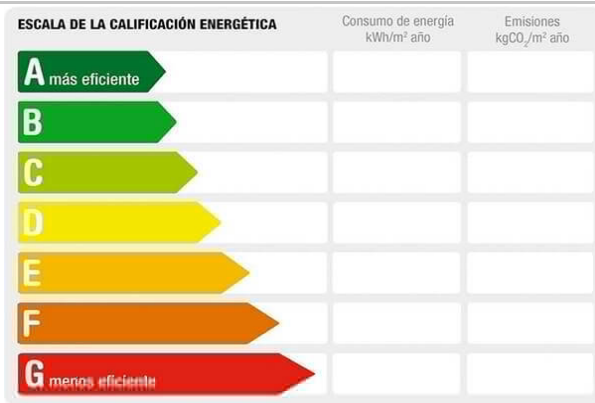 ESCALA DE LA CALIFICACIÓN ENERGÉTICA
Consumo de energía
kWh/m² año
Emisiones
kgCO₂/m² año
A más eficiente
B
C
D
E
F
G menos eficiente